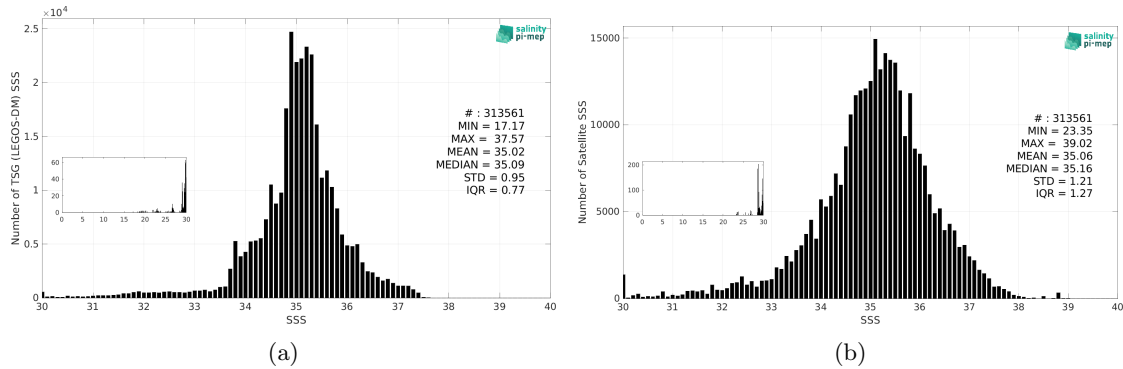 ×10⁴
salinity
pi-mep
2.5
2
1.5
1
0.5
0
Number of TSG (LEGOS-DM) SSS
# : 313561
MIN = 17.17
MAX = 37.57
MEAN = 35.02
MEDIAN = 35.09
STD = 0.95
IQR = 0.77
60
40
20
0
0 5 10 15 20 25 30
30 31 32 33 34 35 36 37 38 39 40
SSS
(a)
salinity
pi-mep
15000
10000
5000
0
Number of Satellite SSS
# : 313561
MIN = 23.35
MAX = 39.02
MEAN = 35.06
MEDIAN = 35.16
STD = 1.21
IQR = 1.27
200
100
0
0 5 10 15 20 25 30
30 31 32 33 34 35 36 37 38 39 40
SSS
(b)